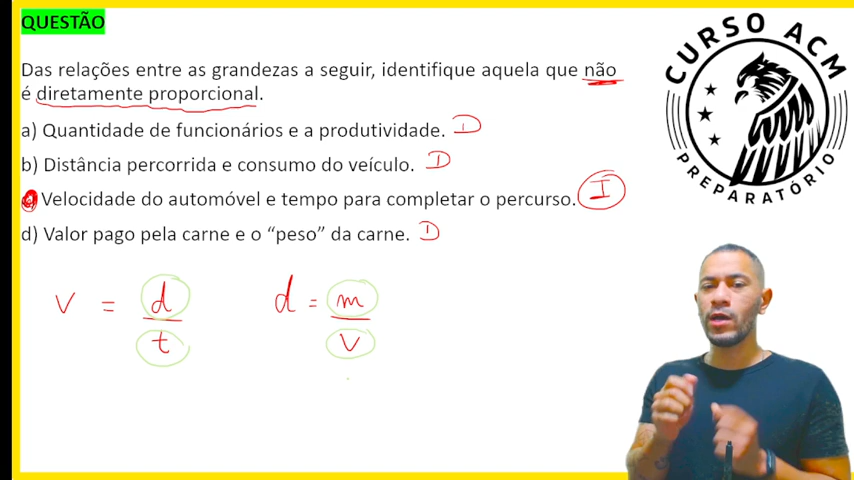 QUESTÃO
Das relações entre as grandezas a seguir, identifique aquela que não
é diretamente proporcional.
a) Quantidade de funcionários e a produtividade. D
b) Distância percorrida e consumo do veículo. D
Velocidade do automóvel e tempo para completar o percurso. I
d) Valor pago pela carne e o “peso” da carne. D
v = d
t
d = m
v
CURSO ACM
PREPARATÓRIO